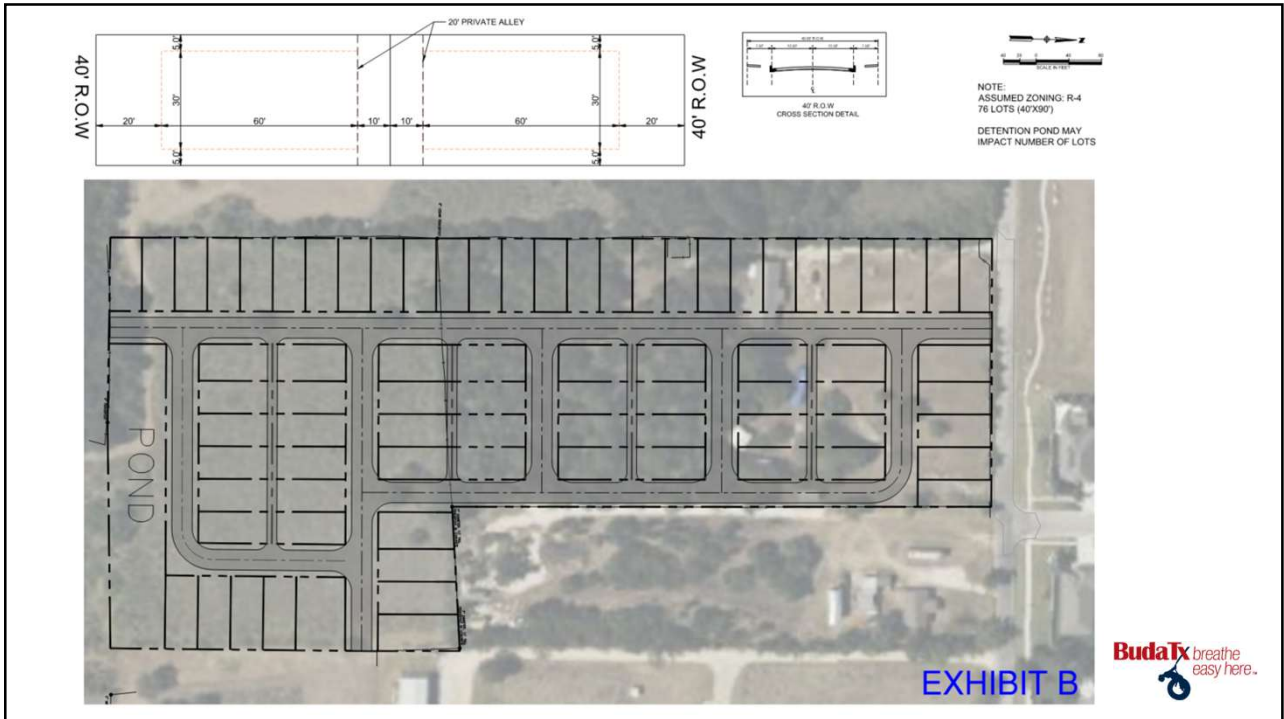 20' PRIVATE ALLEY
40' R.O.W
5.0'
30'
5.0'
20'
60'
10'
10'
60'
20'
5.0'
30'
5.0'
40' R.O.W
40' R.O.W
CROSS SECTION DETAIL
Z
SCALE IN FEET
NOTE:
ASSUMED ZONING: R-4
76 LOTS (40'X90')
DETENTION POND MAY
IMPACT NUMBER OF LOTS
POND
EXHIBIT B
BudaTx breathe
easy here.™